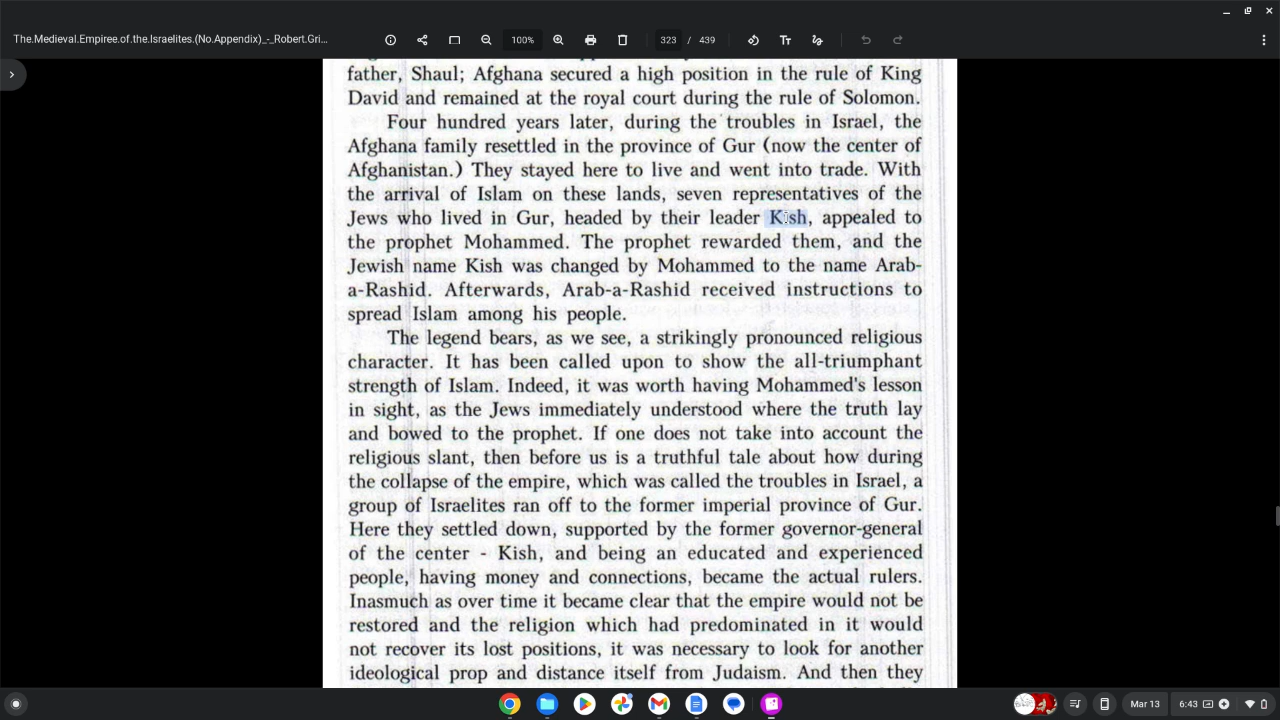 The.Medieval.Empiree.of.the.Israelites.(No.Appendix)_-_Robert.Gri...
100%
323 / 439
father, Shaul; Afghana secured a high position in the rule of King
David and remained at the royal court during the rule of Solomon.
Four hundred years later, during the troubles in Israel, the
Afghana family resettled in the province of Gur (now the center of
Afghanistan.) They stayed here to live and went into trade. With
the arrival of Islam on these lands, seven representatives of the
Jews who lived in Gur, headed by their leader Kish, appealed to
the prophet Mohammed. The prophet rewarded them, and the
Jewish name Kish was changed by Mohammed to the name Arab-
a-Rashid. Afterwards, Arab-a-Rashid received instructions to
spread Islam among his people.
The legend bears, as we see, a strikingly pronounced religious
character. It has been called upon to show the all-triumphant
strength of Islam. Indeed, it was worth having Mohammed's lesson
in sight, as the Jews immediately understood where the truth lay
and bowed to the prophet. If one does not take into account the
religious slant, then before us is a truthful tale about how during
the collapse of the empire, which was called the troubles in Israel, a
group of Israelites ran off to the former imperial province of Gur.
Here they settled down, supported by the former governor-general
of the center - Kish, and being an educated and experienced
people, having money and connections, became the actual rulers.
Inasmuch as over time it became clear that the empire would not be
restored and the religion which had predominated in it would
not recover its lost positions, it was necessary to look for another
ideological prop and distance itself from Judaism. And then they
Mar 13
6:43